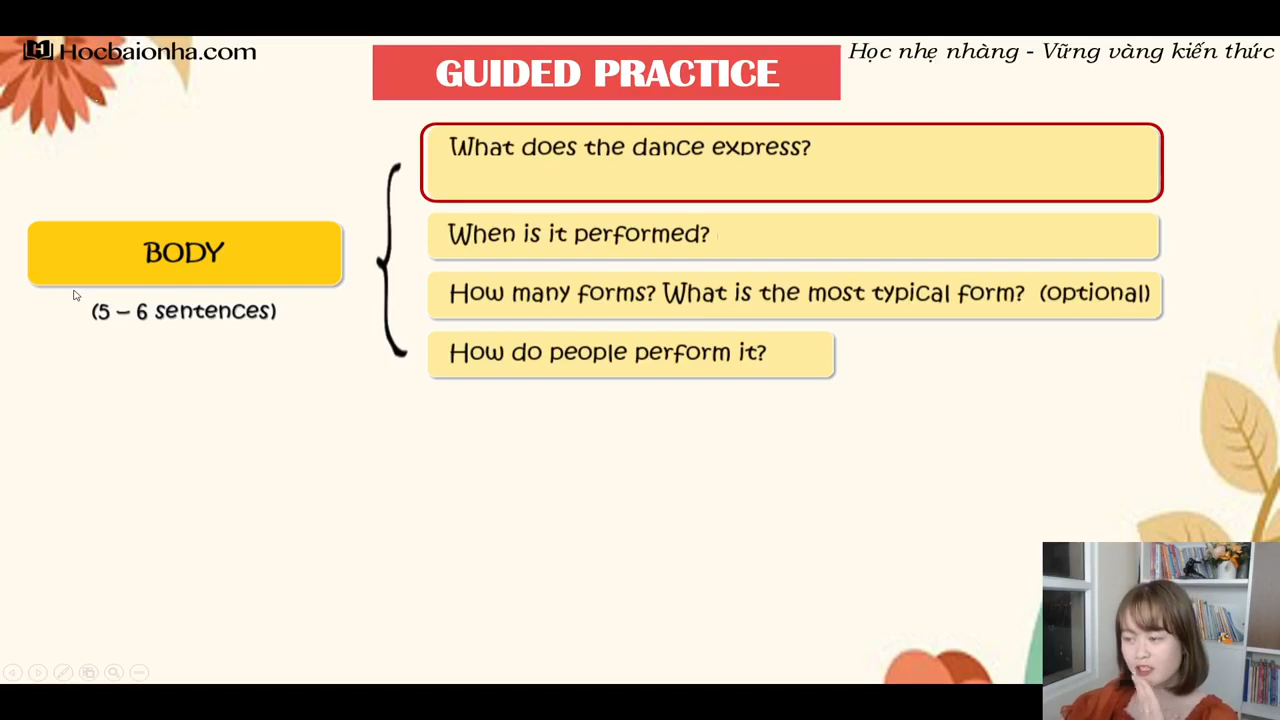 Hocbaionha.com
Học nhẹ nhàng - Vững vàng kiến thức
GUIDED PRACTICE
What does the dance express?
When is it performed?
BODY
(5 – 6 sentences)
How many forms? What is the most typical form? (optional)
How do people perform it?